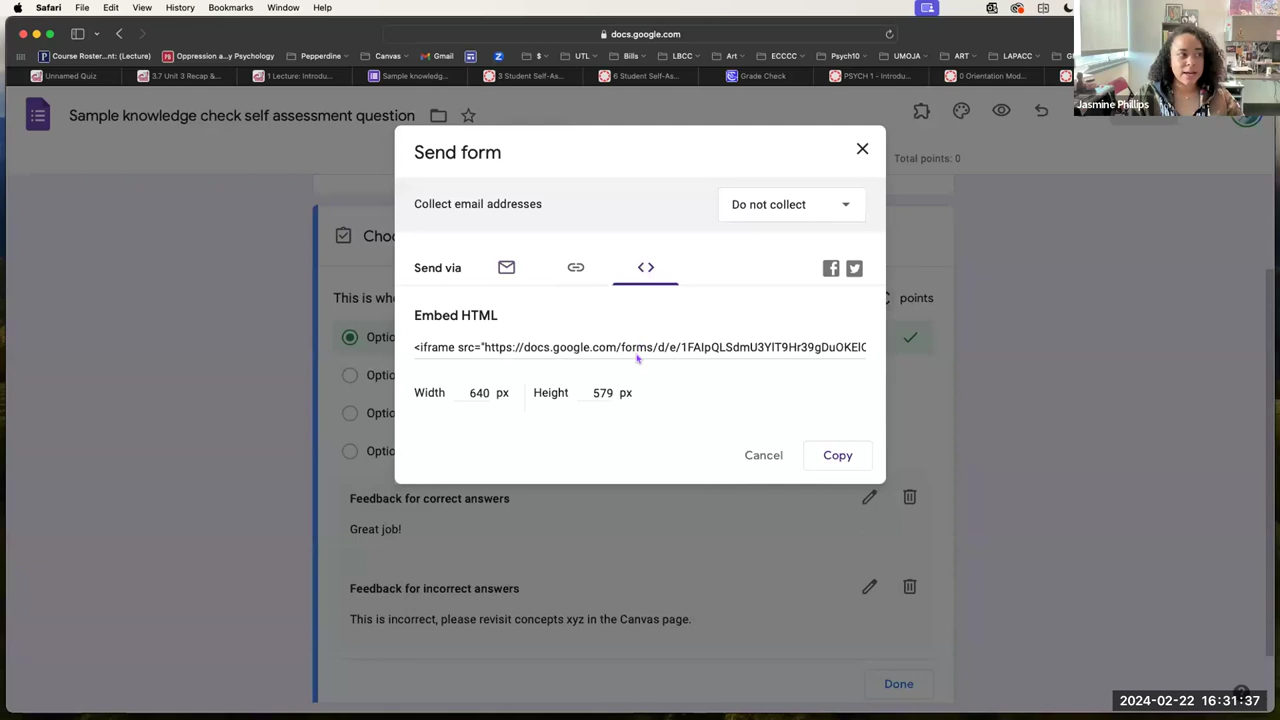 Safari File Edit View History Bookmarks Window Help
docs.google.com
Course Roster...nt (Lecture) Oppression a...y Psychology Pepperdine Canvas Gmail LBCC UTL $ Bills LBCC Art ECCCC Psych10 UMOJA ART LAPACC
Unnamed Quiz 3.7 Unit 3 Recap &... 1 Lecture: Introdu... Sample knowledg... 3 Student Self-As... 6 Student Self-As... Grade Check PSYCH 1 - Introdu... 0 Orientation Mod...
Jasmine Phillips
Sample knowledge check self assessment question
Send form
Total points: 0
Collect email addresses Do not collect
Choo
Send via
This is whe
points
Embed HTML
Optio
<iframe src="https://docs.google.com/forms/d/e/1FAIpQLSdmU3YIT9Hr39gDuOKEIC
Optio
Width 640 px Height 579 px
Optio
Optio
Cancel Copy
Feedback for correct answers
Great job!
Feedback for incorrect answers
This is incorrect, please revisit concepts xyz in the Canvas page.
Done
2024-02-22 16:31:37